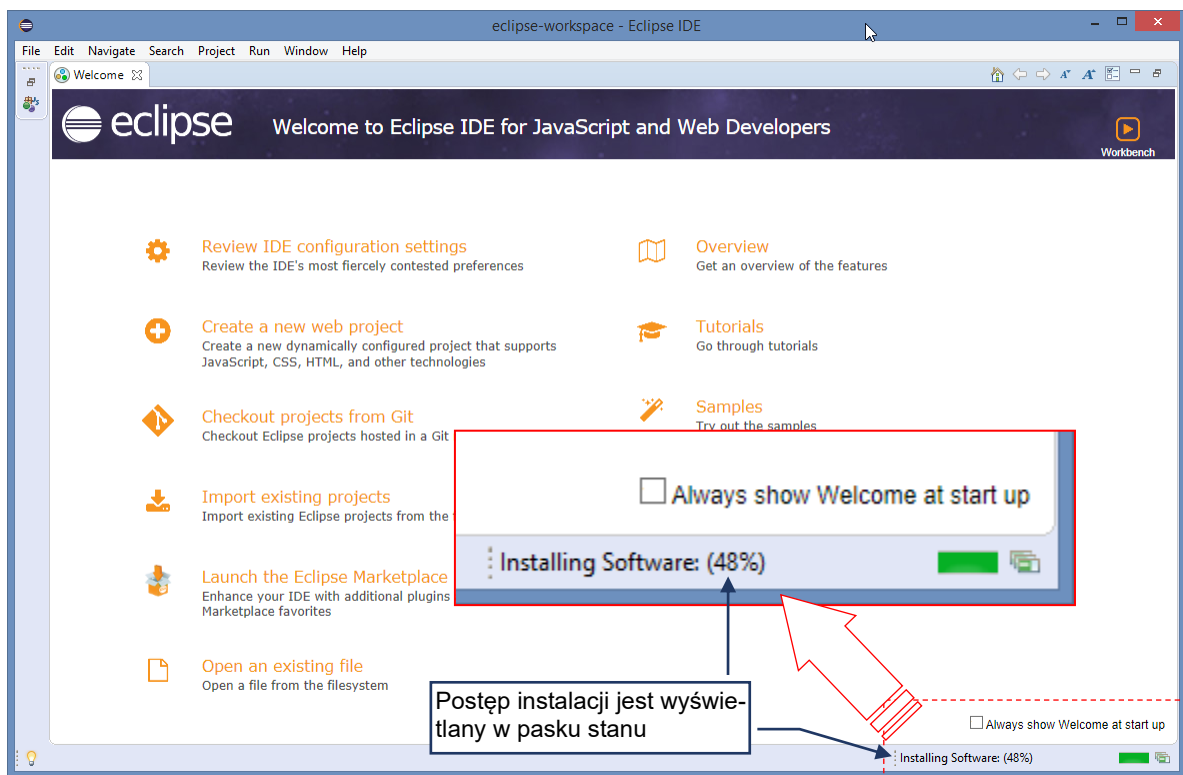 eclipse-workspace - Eclipse IDE
File Edit Navigate Search Project Run Window Help
Welcome
eclipse Welcome to Eclipse IDE for JavaScript and Web Developers
Workbench
Review IDE configuration settings
Review the IDE's most fiercely contested preferences
Overview
Get an overview of the features
Create a new web project
Create a new dynamically configured project that supports
JavaScript, CSS, HTML, and other technologies
Tutorials
Go through tutorials
Checkout projects from Git
Checkout Eclipse projects hosted in a Git
Samples
Try out the samples
Import existing projects
Import existing Eclipse projects from the
Launch the Eclipse Marketplace
Enhance your IDE with additional plugins
Marketplace favorites
Open an existing file
Open a file from the filesystem
Always show Welcome at start up
Installing Software: (48%)
Postęp instalacji jest wyświe-
tlany w pasku stanu
Always show Welcome at start up
Installing Software: (48%)